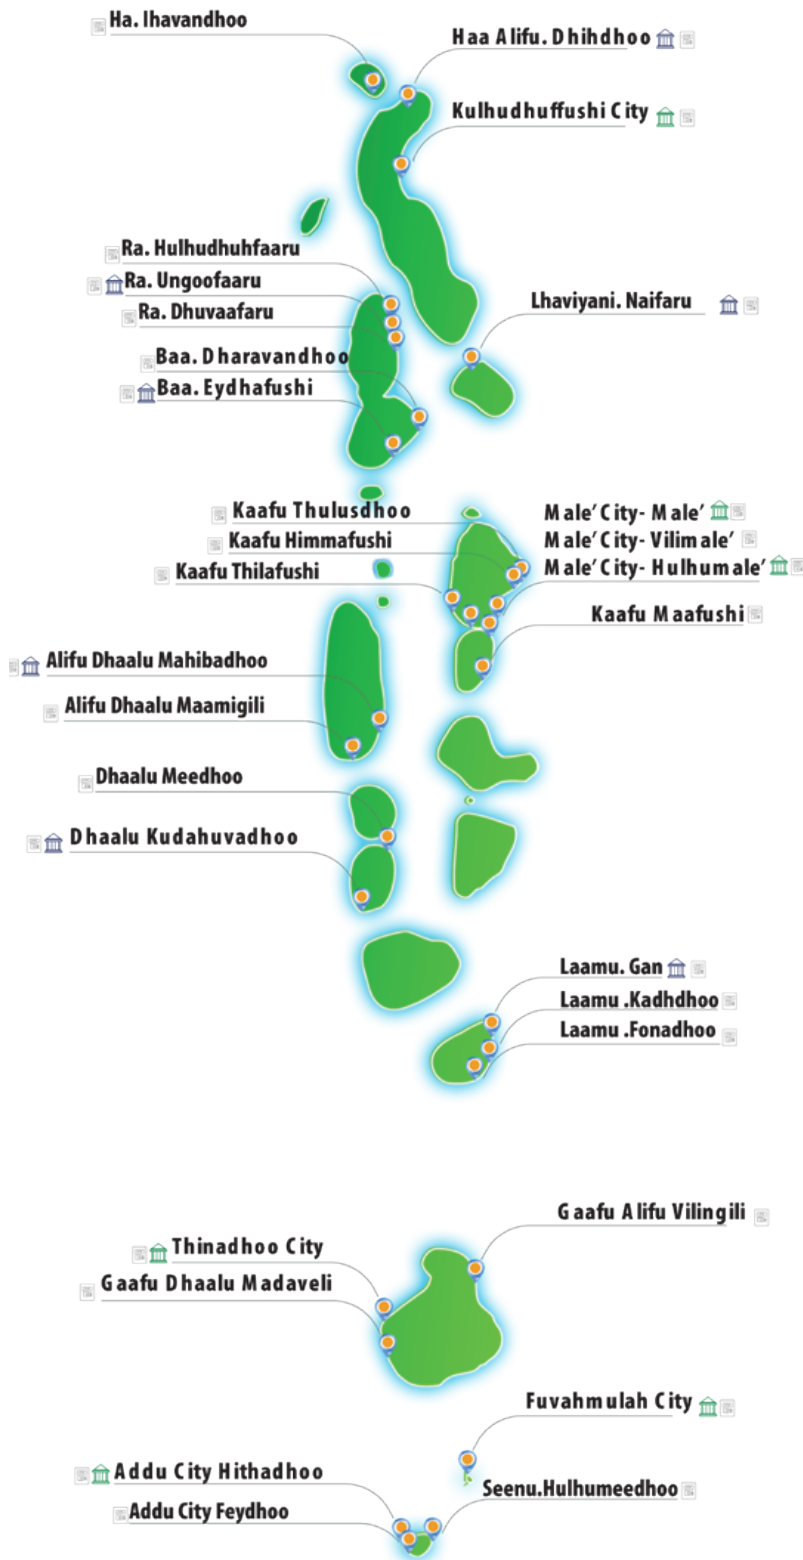 Ha. Ihavandhoo
Haa Alifu. Dhihdhoo
Kulhudhuffushi City
Ra. Hulhudhuhfaaru
Ra. Ungoofaaru
Ra. Dhuvaafaru
Lhaviyani. Naifaru
Baa. Dharavandhoo
Baa. Eydhafushi
Kaafu Thulusdhoo
Male’ City- Male’
Kaafu Himmafushi
Male’ City- Vilimale’
Kaafu Thilafushi
Male’ City- Hulhumale’
Kaafu Maafushi
Alifu Dhaalu Mahibadhoo
Alifu Dhaalu Maamigili
Dhaalu Meedhoo
Dhaalu Kudahuvadhoo
Laamu. Gan
Laamu .Kadhdhoo
Laamu .Fonadhoo
Gaafu Alifu Vilingili
Thinadhoo City
Gaafu Dhaalu Madaveli
Fuvahmulah City
Addu City Hithadhoo
Seenu.Hulhumeedhoo
Addu City Feydhoo